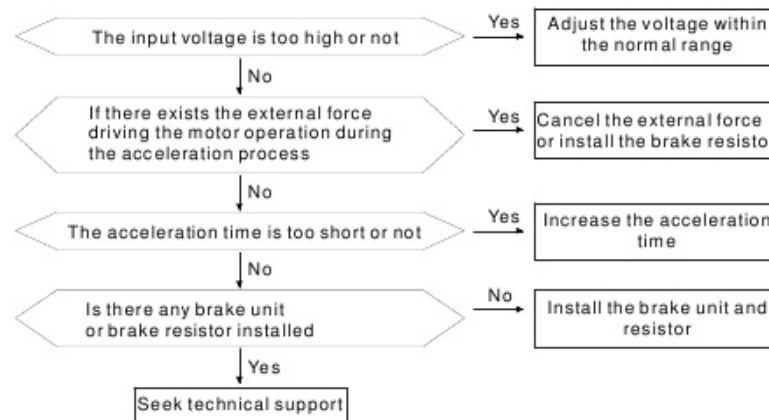 The input voltage is too high or not
Yes
Adjust the voltage within
the normal range
No
If there exists the external force
driving the motor operation during
the acceleration process
Yes
Cancel the external force
or install the brake resisto
No
The acceleration time is too short or not
Yes
Increase the acceleration
time
No
Is there any brake unit
or brake resistor installed
No
Install the brake unit and
resistor
Yes
Seek technical support